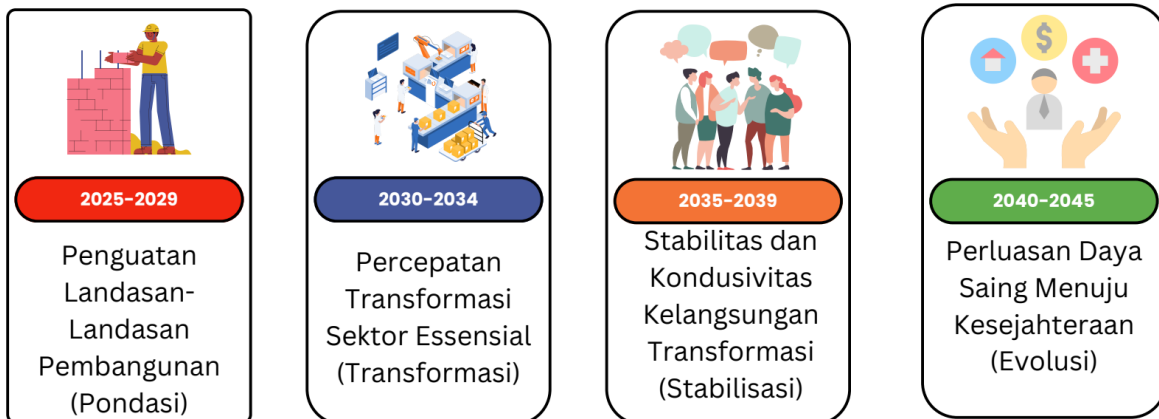 2025-2029
Penguatan
Landasan-
Landasan
Pembangunan
(Pondasi)
2030-2034
Percepatan
Transformasi
Sektor Essensial
(Transformasi)
2035-2039
Stabilitas dan
Kondusivitas
Kelangsungan
Transformasi
(Stabilisasi)
2040-2045
Perluasan Daya
Saing Menuju
Kesejahteraan
(Evolusi)